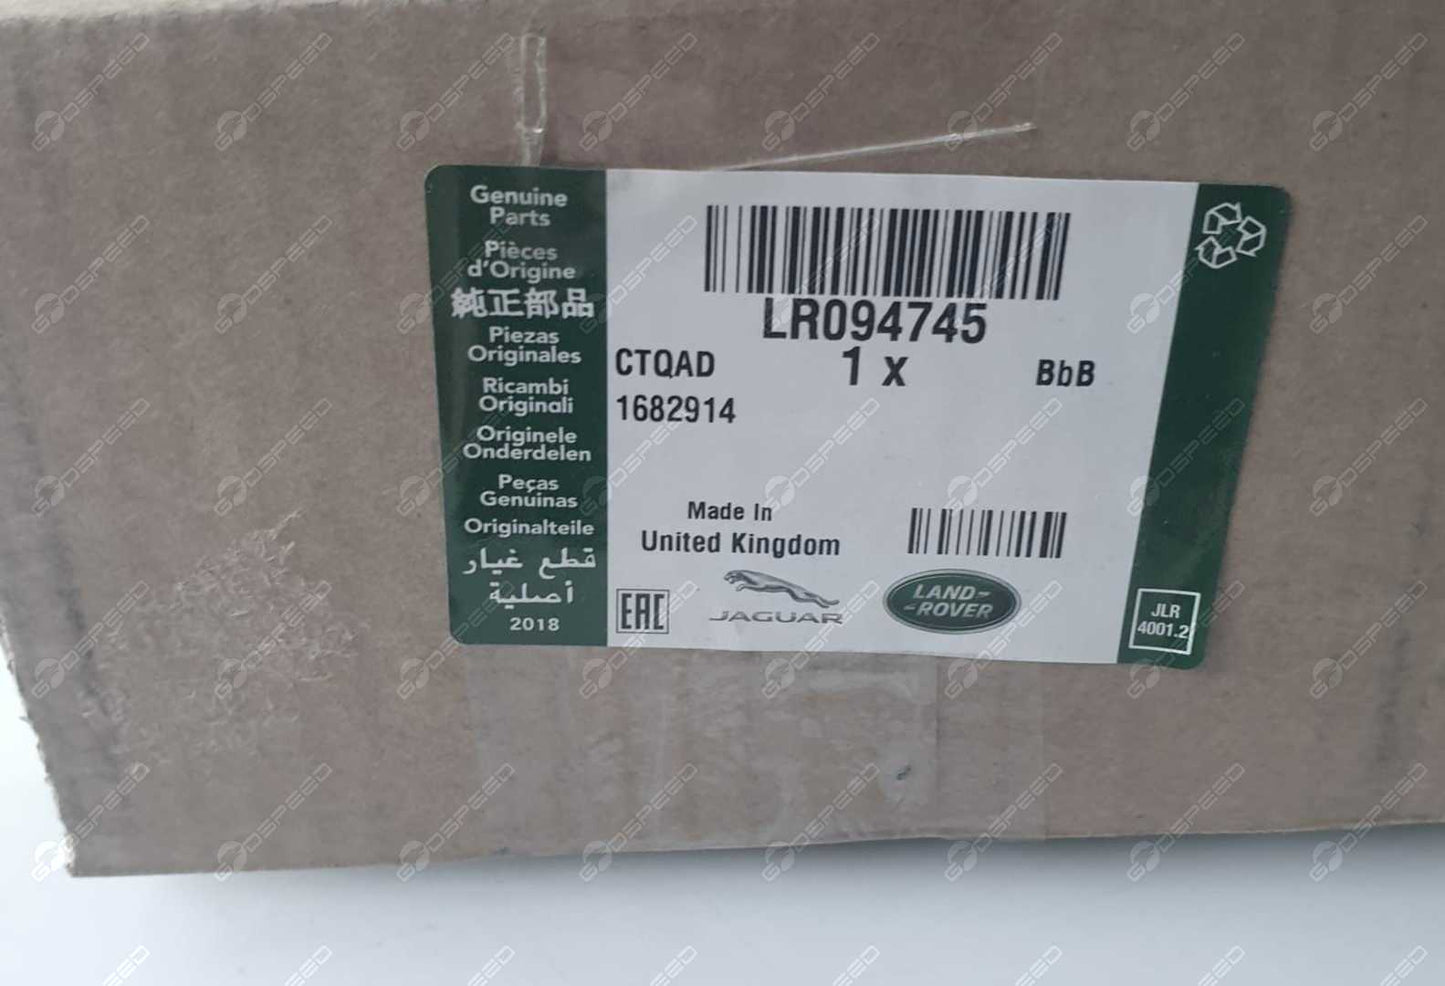 Genuine
Parts
Pièces
d'Origine
純正部品
Piezas
Originales
Ricambi
Originali
Originele
Onderdelen
Peças
Genuinas
Originalteile
قطع غيار
أصلية
2018
LR094745
CTQAD
1 x
BbB
1682914
Made In
United Kingdom
EAC
JAGUAR
LAND-
-ROVER
JLR
4001.2
GODSPEED